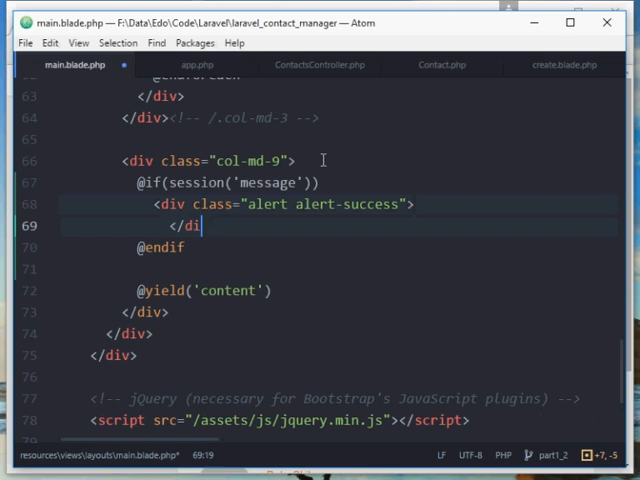 main.blade.php — F:\Data\Edo\Code\Laravel\laravel_contact_manager — Atom
File Edit View Selection Find Packages Help
main.blade.php app.php ContactsController.php Contact.php create.blade.php
63 </div>
64 </div><!-- /.col-md-3 -->
65
66 <div class="col-md-9">
67 @if(session('message'))
68 <div class="alert alert-success">
69 </di
70 @endif
71
72 @yield('content')
73 </div>
74 </div>
75 </div>
76
77 <!-- jQuery (necessary for Bootstrap's JavaScript plugins) -->
78 <script src="/assets/js/jquery.min.js"></script>
resources\views\layouts\main.blade.php* 69:19 LF UTF-8 PHP part1_2 +7, -5